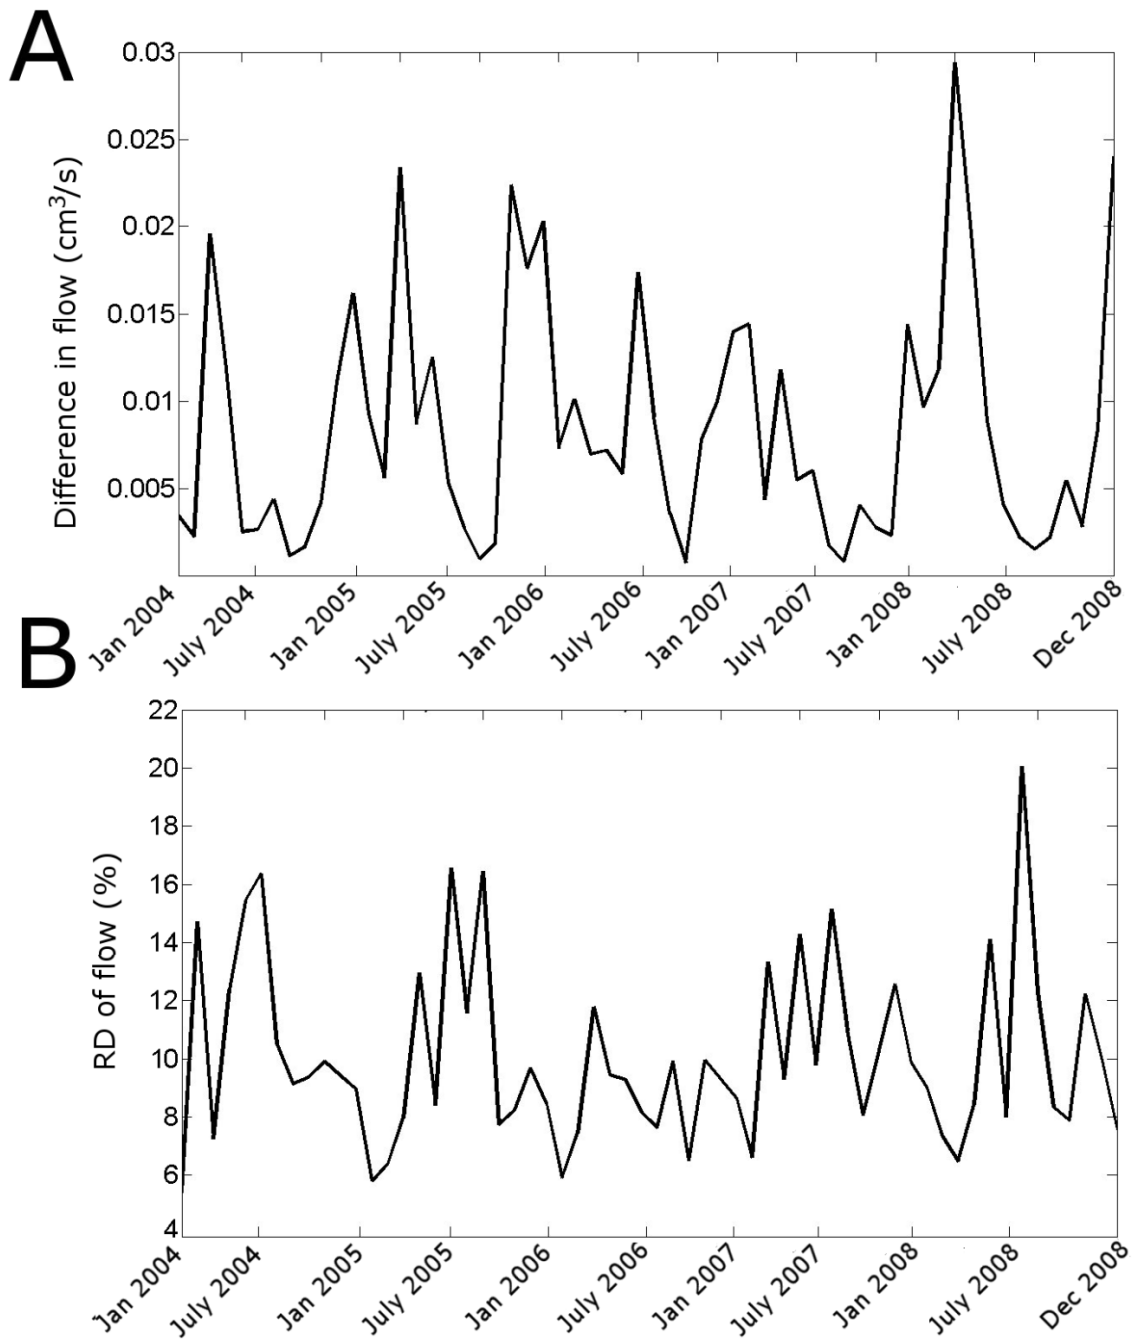 A
Difference in flow (cm³/s)
0.03
0.025
0.02
0.015
0.01
0.005
Jan 2004
July 2004
Jan 2005
July 2005
Jan 2006
July 2006
Jan 2007
July 2007
Jan 2008
July 2008
Dec 2008
B
RD of flow (%)
22
20
18
16
14
12
10
8
6
4
Jan 2004
July 2004
Jan 2005
July 2005
Jan 2006
July 2006
Jan 2007
July 2007
Jan 2008
July 2008
Dec 2008